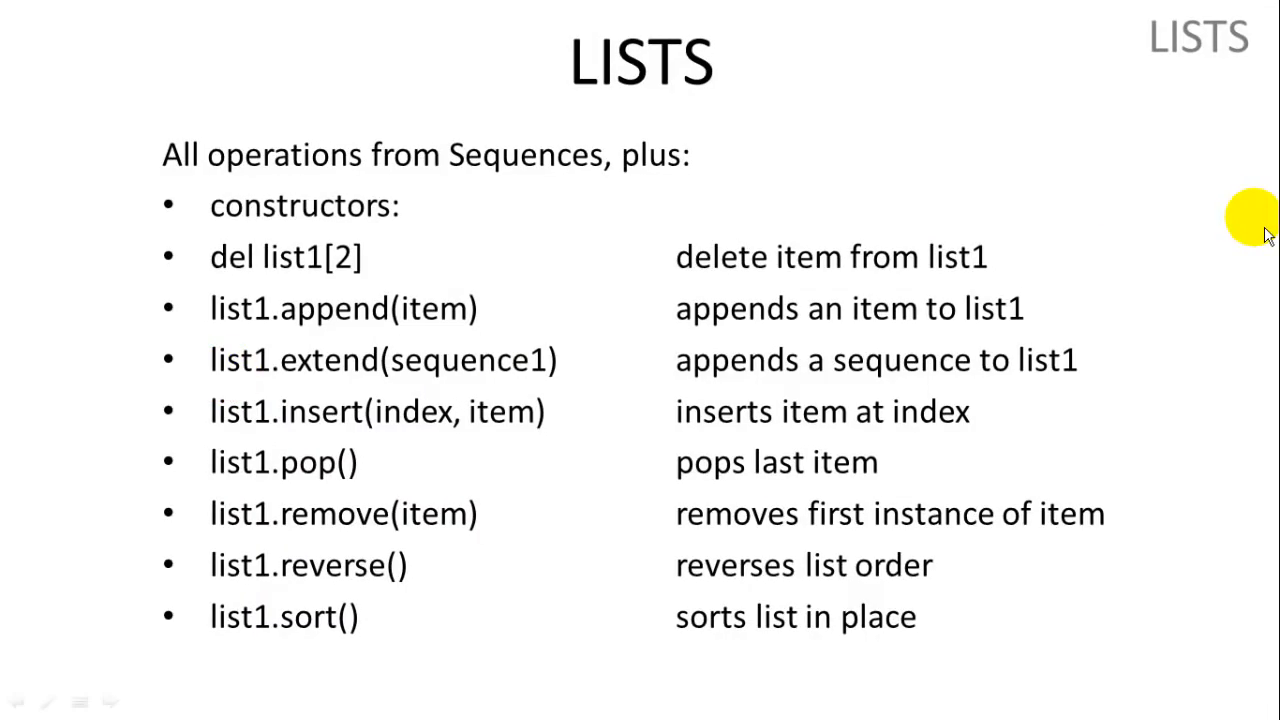 LISTS
LISTS
All operations from Sequences, plus:
• constructors:
• del list1[2] delete item from list1
• list1.append(item) appends an item to list1
• list1.extend(sequence1) appends a sequence to list1
• list1.insert(index, item) inserts item at index
• list1.pop() pops last item
• list1.remove(item) removes first instance of item
• list1.reverse() reverses list order
• list1.sort() sorts list in place